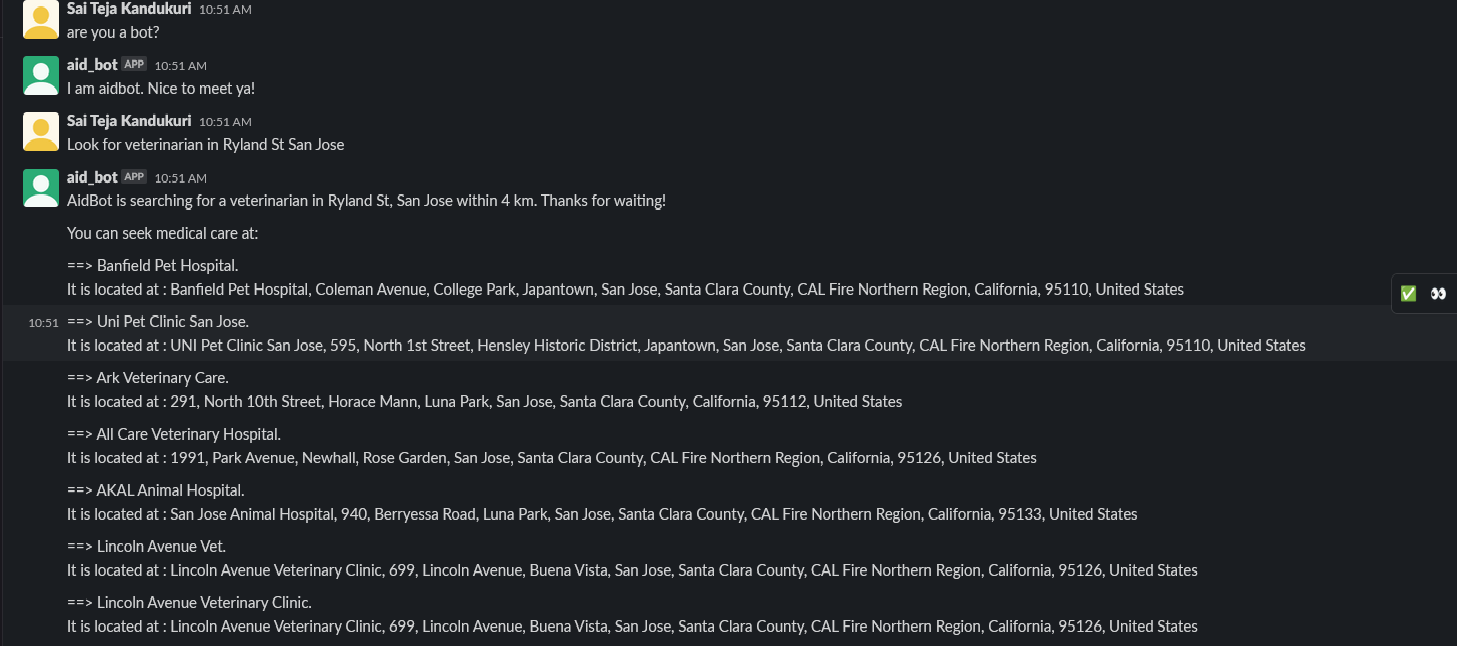 Sai Teja Kandukuri 10:51 AM
are you a bot?
aid_bot APP 10:51 AM
I am aidbot. Nice to meet ya!
Sai Teja Kandukuri 10:51 AM
Look for veterinarian in Ryland St San Jose
aid_bot APP 10:51 AM
AidBot is searching for a veterinarian in Ryland St, San Jose within 4 km. Thanks for waiting!
You can seek medical care at:
==> Banfield Pet Hospital.
It is located at : Banfield Pet Hospital, Coleman Avenue, College Park, Japantown, San Jose, Santa Clara County, CAL Fire Northern Region, California, 95110, United States
10:51 ==> Uni Pet Clinic San Jose.
It is located at : UNI Pet Clinic San Jose, 595, North 1st Street, Hensley Historic District, Japantown, San Jose, Santa Clara County, CAL Fire Northern Region, California, 95110, United States
==> Ark Veterinary Care.
It is located at : 291, North 10th Street, Horace Mann, Luna Park, San Jose, Santa Clara County, California, 95112, United States
==> All Care Veterinary Hospital.
It is located at : 1991, Park Avenue, Newhall, Rose Garden, San Jose, Santa Clara County, CAL Fire Northern Region, California, 95126, United States
==> AKAL Animal Hospital.
It is located at : San Jose Animal Hospital, 940, Berryessa Road, Luna Park, San Jose, Santa Clara County, CAL Fire Northern Region, California, 95133, United States
==> Lincoln Avenue Vet.
It is located at : Lincoln Avenue Veterinary Clinic, 699, Lincoln Avenue, Buena Vista, San Jose, Santa Clara County, CAL Fire Northern Region, California, 95126, United States
==> Lincoln Avenue Veterinary Clinic.
It is located at : Lincoln Avenue Veterinary Clinic, 699, Lincoln Avenue, Buena Vista, San Jose, Santa Clara County, CAL Fire Northern Region, California, 95126, United States